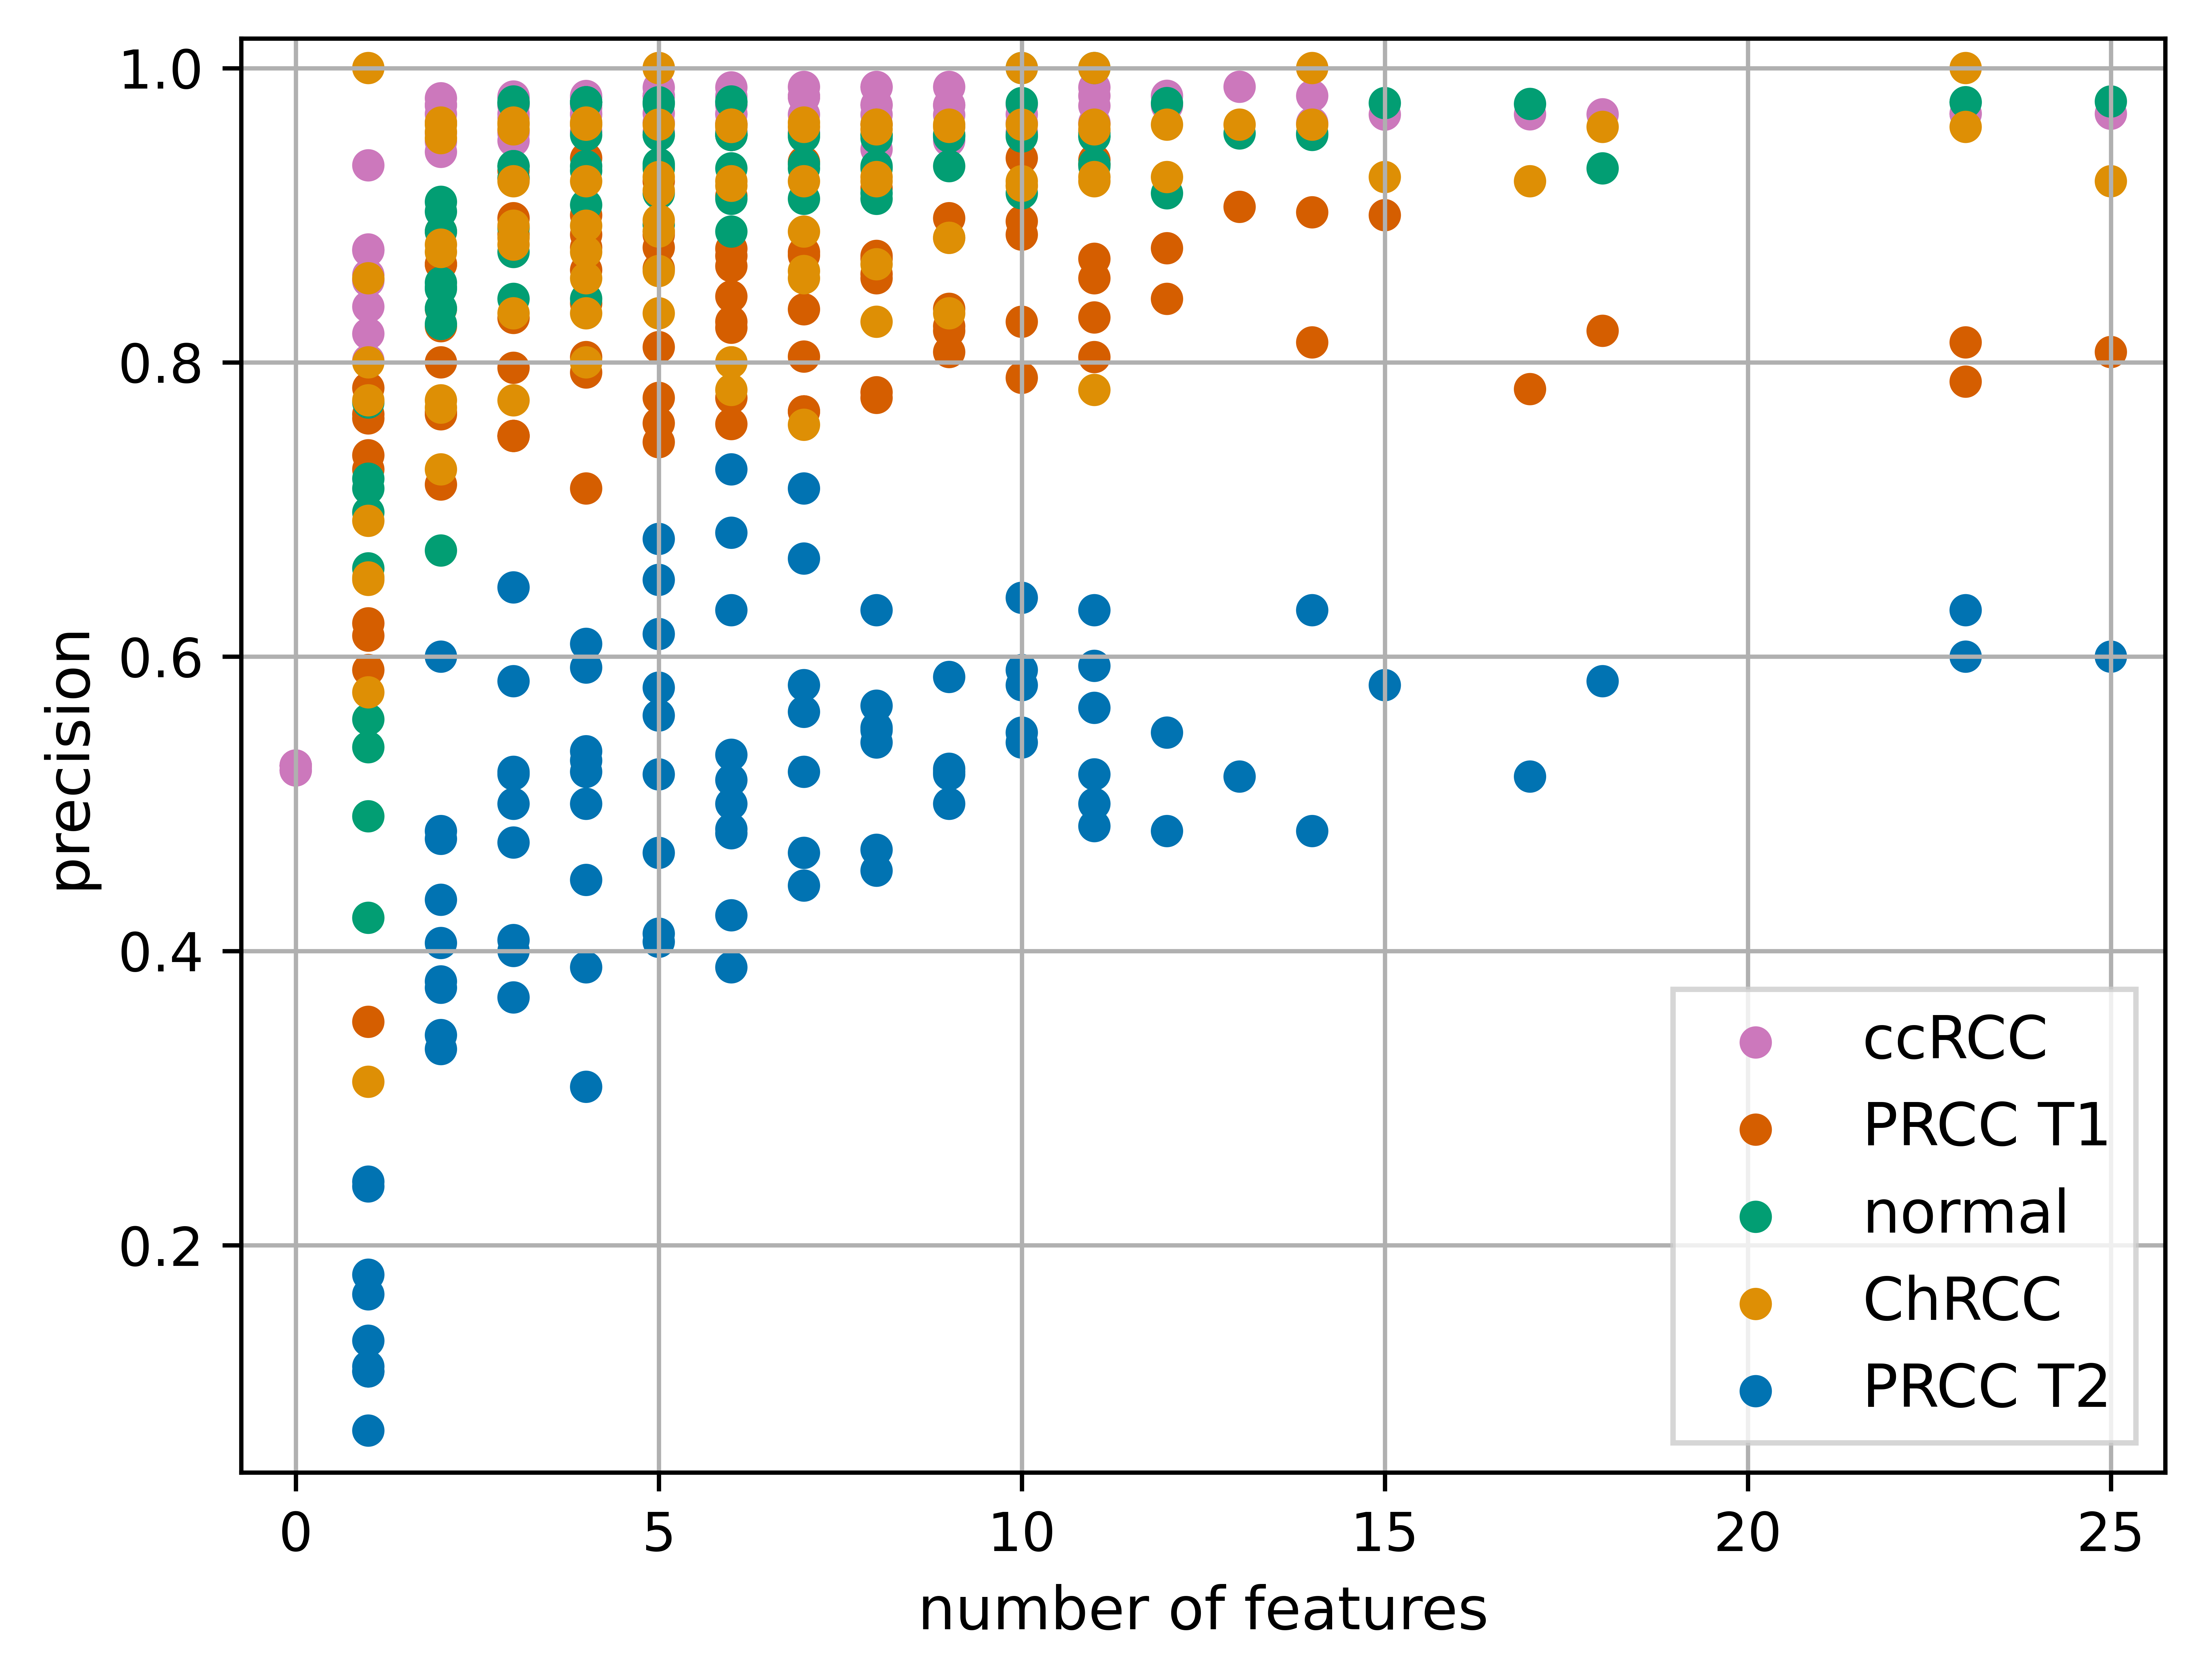 1.0
0.8
0.6
0.4
0.2
precision
0 5 10 15 20 25
number of features
ccRCC
PRCC T1
normal
ChRCC
PRCC T2